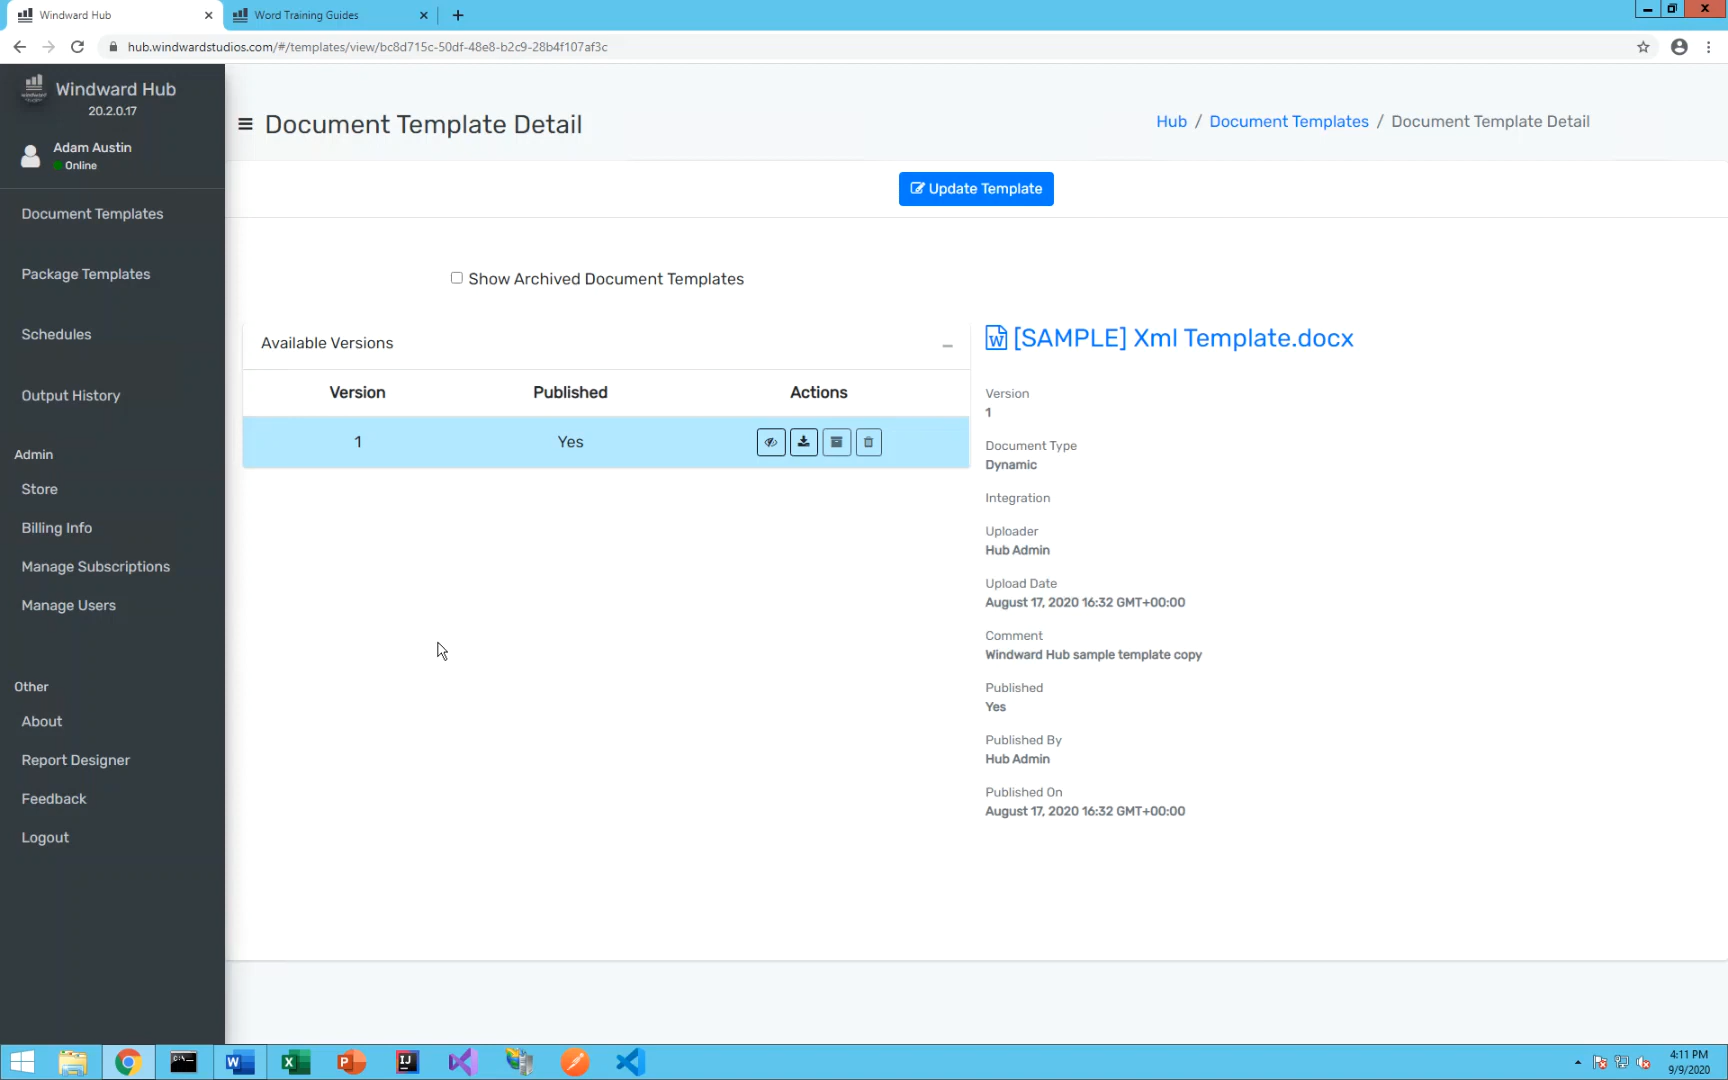 Windward Hub
Word Training Guides
hub.windwardstudios.com/#/templates/view/bc8d715c-50df-48e8-b2c9-28b4f107af3c
Windward Hub
20.2.0.17
Adam Austin
Online
Document Templates
Package Templates
Schedules
Output History
Admin
Store
Billing Info
Manage Subscriptions
Manage Users
Other
About
Report Designer
Feedback
Logout
Document Template Detail
Hub / Document Templates / Document Template Detail
Update Template
Show Archived Document Templates
Available Versions
Version Published Actions
1 Yes
[SAMPLE] Xml Template.docx
Version
1
Document Type
Dynamic
Integration
Uploader
Hub Admin
Upload Date
August 17, 2020 16:32 GMT+00:00
Comment
Windward Hub sample template copy
Published
Yes
Published By
Hub Admin
Published On
August 17, 2020 16:32 GMT+00:00
4:11 PM
9/9/2020